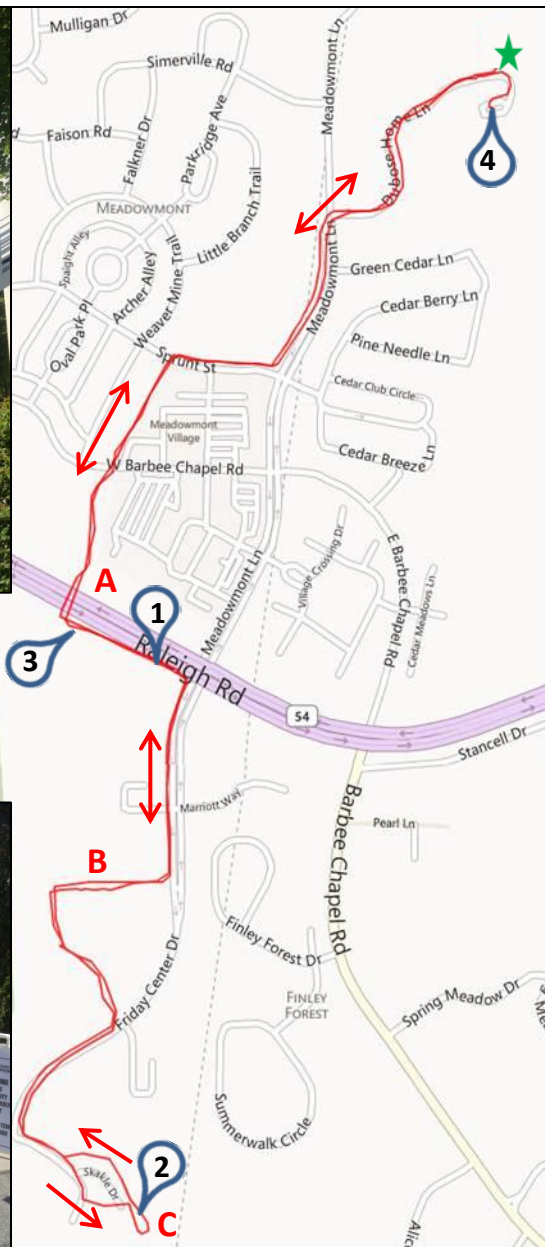 Mulligan Dr
Simerville Rd
Meadowmont Ln
Faison Rd
Falkner Dr
Parkridge Ave
Dubose Home Ln
4
MEADOWMONT
Little Branch Trail
Spaight Alley
Archer Alley
Weaver Mine Trail
Oval Park Pl
Meadowmont Ln
Green Cedar Ln
Cedar Berry Ln
Pine Needle Ln
Sprunt St
Cedar Club Circle
Meadowmont
Village
Cedar Breeze Ln
W Barbee Chapel Rd
Village Crossing Dr
E Barbee Chapel Rd
Cedar Meadows Ln
A
1
3
Meadowmont Ln
Raleigh Rd
54
Stancell Dr
Marriott Way
Barbee Chapel Rd
Pearl Ln
B
Friday Center Dr
Finley Forest Dr
FINLEY
FOREST
Spring Meadow Dr
Summerwalk Circle
2
Skakle Dr
C